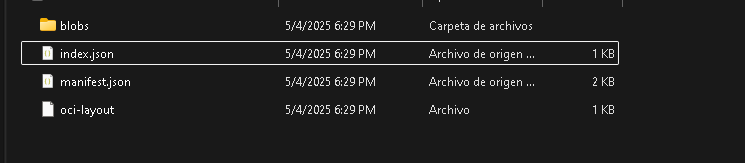 blobs 5/4/2025 6:29 PM Carpeta de archivos
index.json 5/4/2025 6:29 PM Archivo de origen ... 1 KB
manifest.json 5/4/2025 6:29 PM Archivo de origen ... 2 KB
oci-layout 5/4/2025 6:29 PM Archivo 1 KB